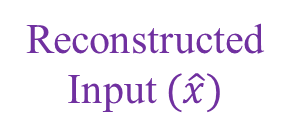 Reconstructed
Input (x̂)